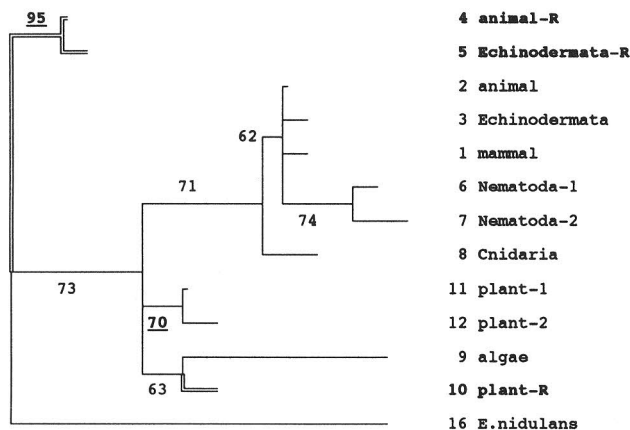 95
4 animal-R
5 Echinodermata-R
2 animal
3 Echinodermata
62
1 mammal
71
6 Nematoda-1
74
7 Nematoda-2
8 Cnidaria
73
11 plant-1
70
12 plant-2
9 algae
63
10 plant-R
16 E.nidulans